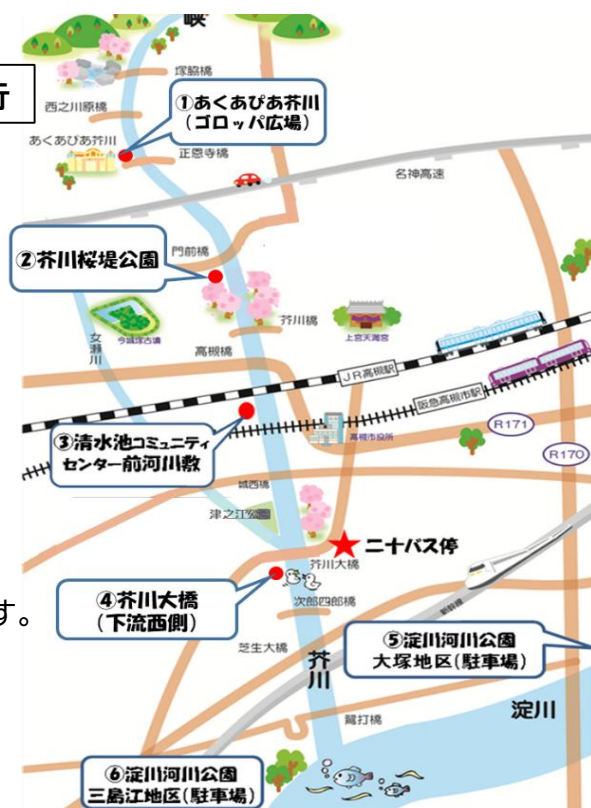 峡
行
塚脇橋
西之川原橋
①あくあぴあ芥川
(ゴロッパ広場)
あくあぴあ芥川
正恩寺橋
名神高速
②芥川桜堤公園
門前橋
芥川橋
今城塚古墳
上宮天満宮
女瀬川
高槻橋
JR高槻駅
阪急高槻市駅
③清水池コミュニティ
センター前河川敷
高槻市役所
R171
R170
城西橋
津之江公園
二十バス停
芥川大橋
④芥川大橋
(下流西側)
す。
次郎四郎橋
新幹線
芝生大橋
⑤淀川河川公園
大塚地区(駐車場)
芥川
淀川
鷺打橋
⑥淀川河川公園
三島江地区(駐車場)